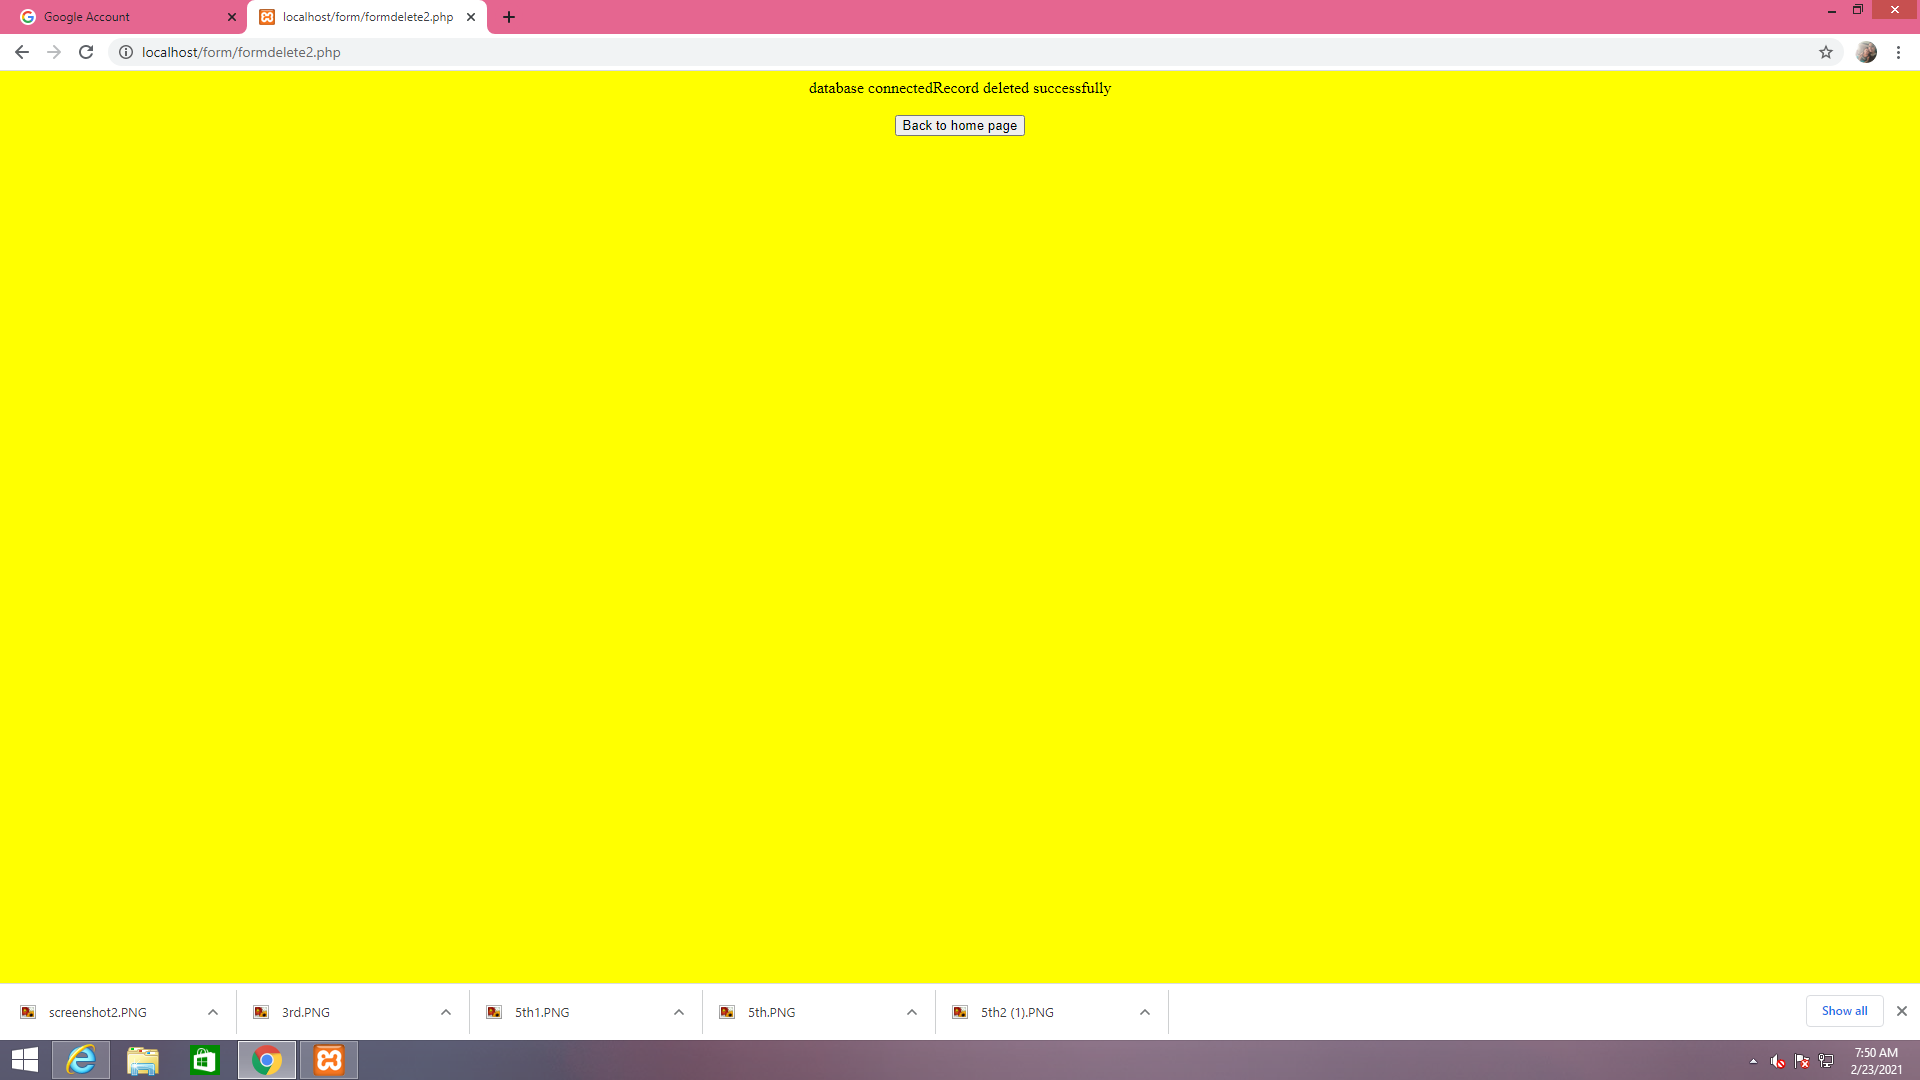 Google Account
localhost/form/formdelete2.php
localhost/form/formdelete2.php
database connectedRecord deleted successfully
Back to home page
screenshot2.PNG
3rd.PNG
5th1.PNG
5th.PNG
5th2 (1).PNG
Show all
7:50 AM
2/23/2021